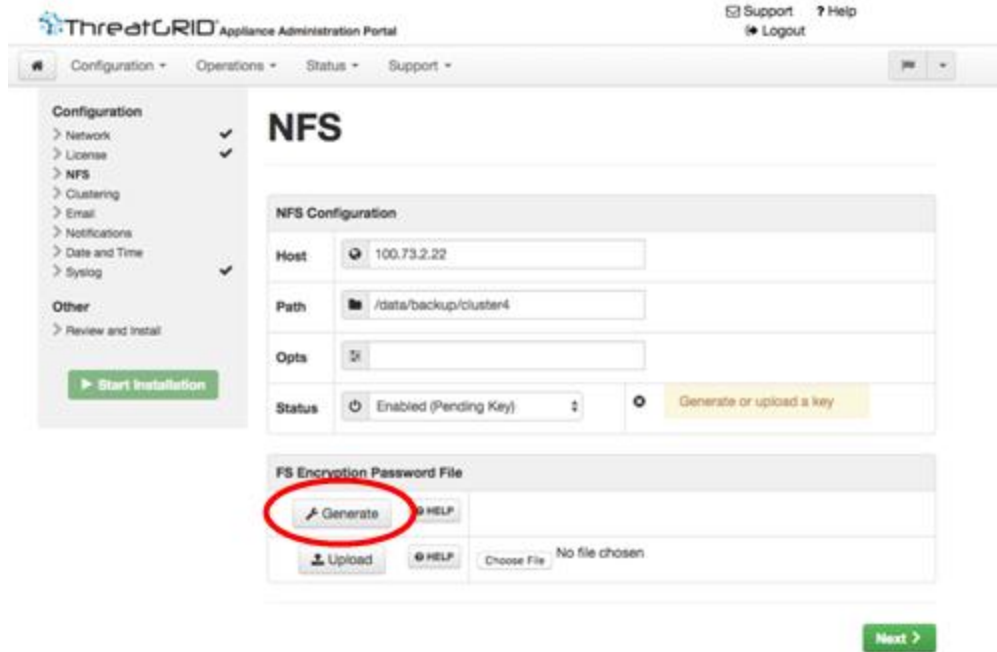 ThreatGRID Appliance Administration Portal
Support ? Help
Logout
Configuration Operations Status Support
Configuration
> Network
> License
> NFS
> Clustering
> Email
> Notifications
> Date and Time
> Syslog
Other
> Review and Install
Start Installation
NFS
NFS Configuration
Host 100.73.2.22
Path /data/backup/cluster4
Opts
Status Enabled (Pending Key) Generate or upload a key
FS Encryption Password File
Generate HELP
Upload HELP Choose File No file chosen
Next >